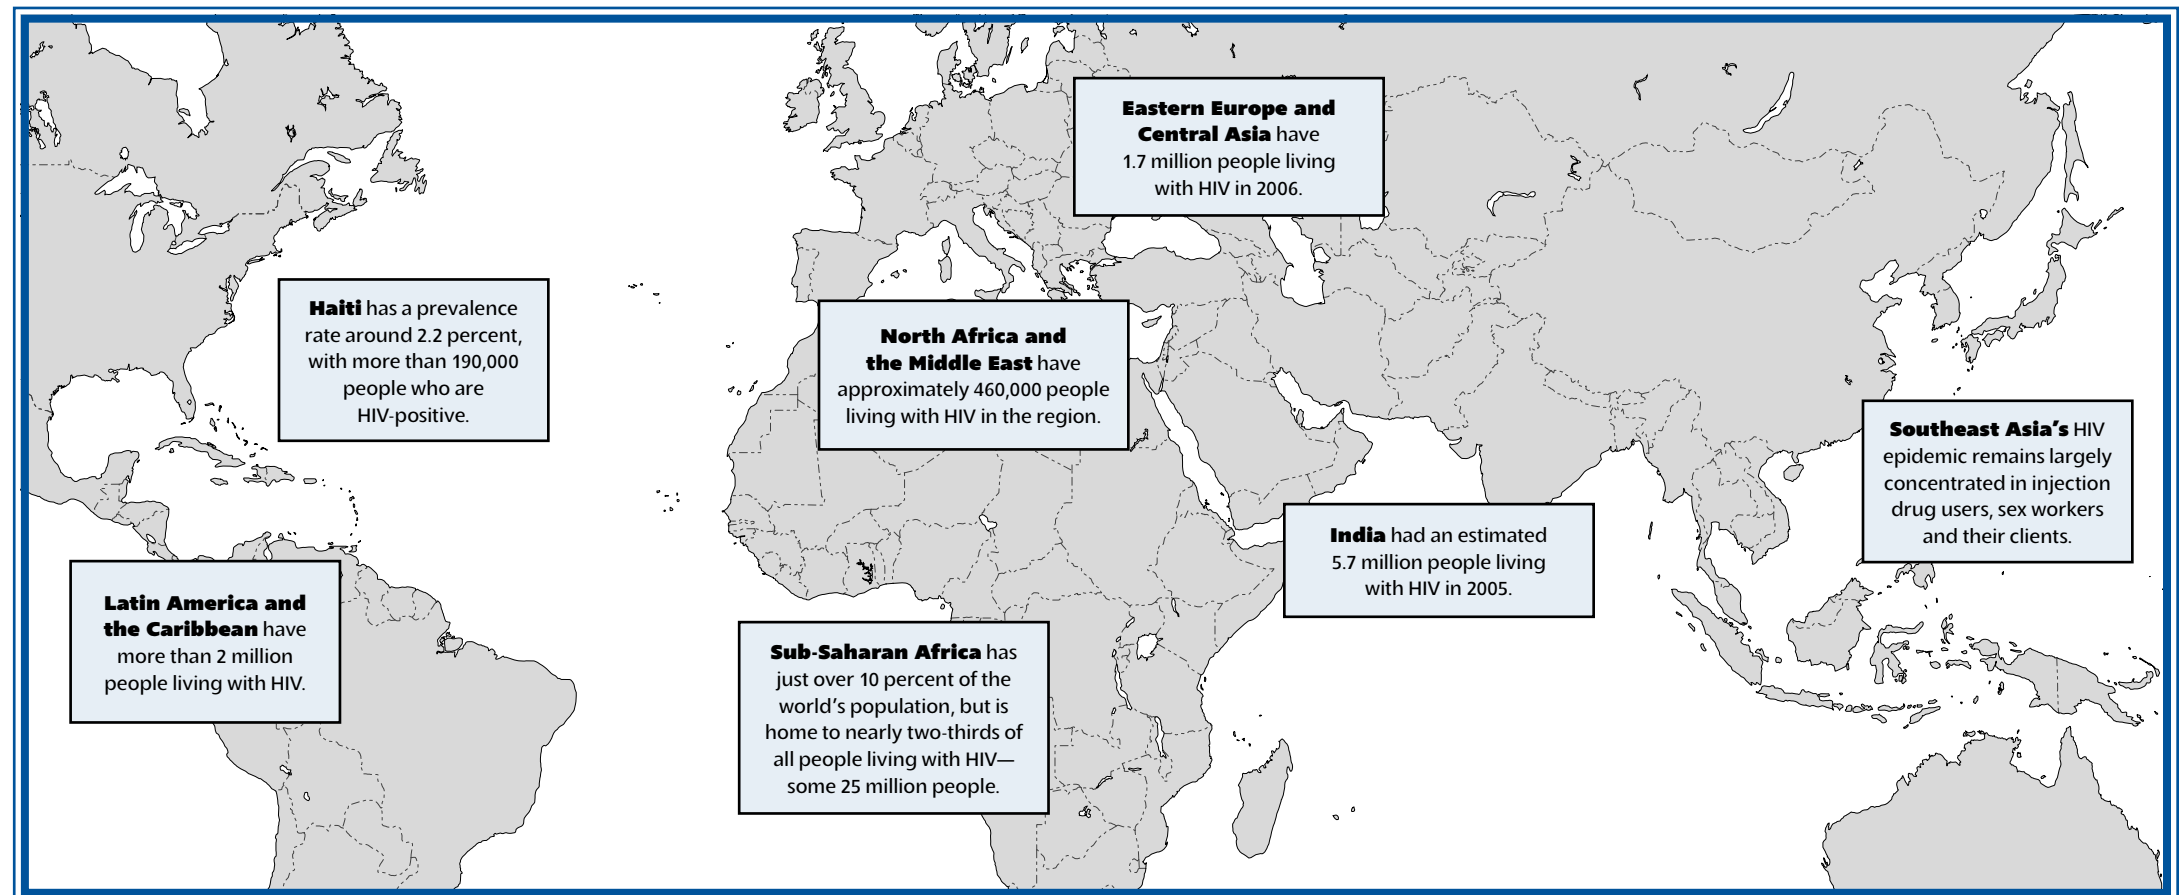 Eastern Europe and
Central Asia have
1.7 million people living
with HIV in 2006.
Haiti has a prevalence
rate around 2.2 percent,
with more than 190,000
people who are
HIV-positive.
North Africa and
the Middle East have
approximately 460,000 people
living with HIV in the region.
Southeast Asia's HIV
epidemic remains largely
concentrated in injection
drug users, sex workers
and their clients.
India had an estimated
5.7 million people living
with HIV in 2005.
Latin America and
the Caribbean have
more than 2 million
people living with HIV.
Sub-Saharan Africa has
just over 10 percent of the
world's population, but is
home to nearly two-thirds of
all people living with HIV—
some 25 million people.